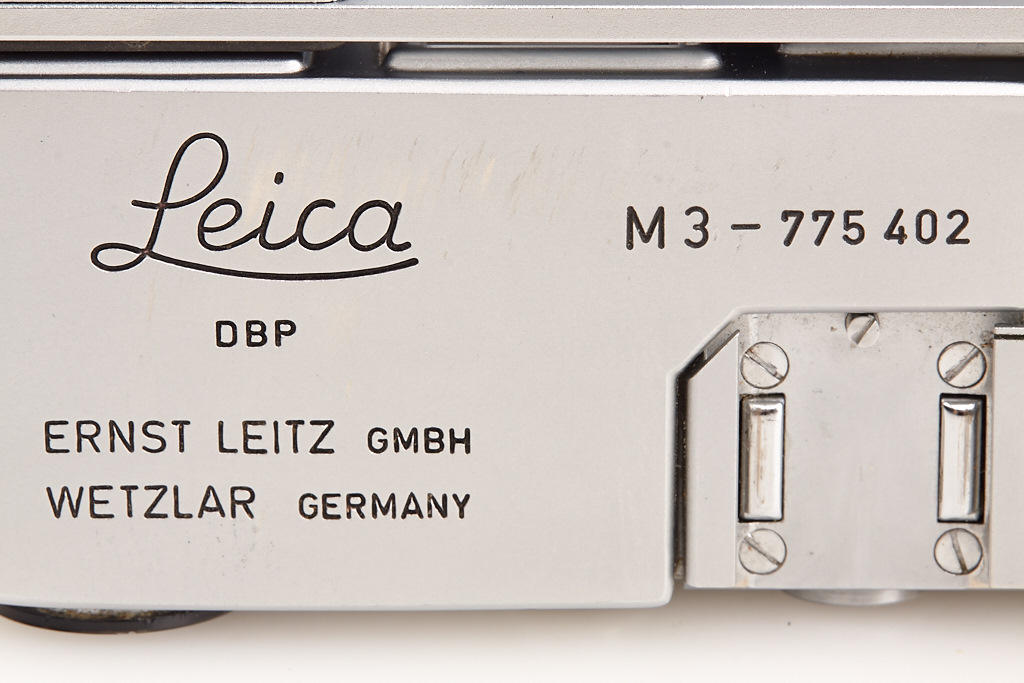 Leica
M3-775 402
DBP
ERNST LEITZ GMBH
WETZLAR GERMANY